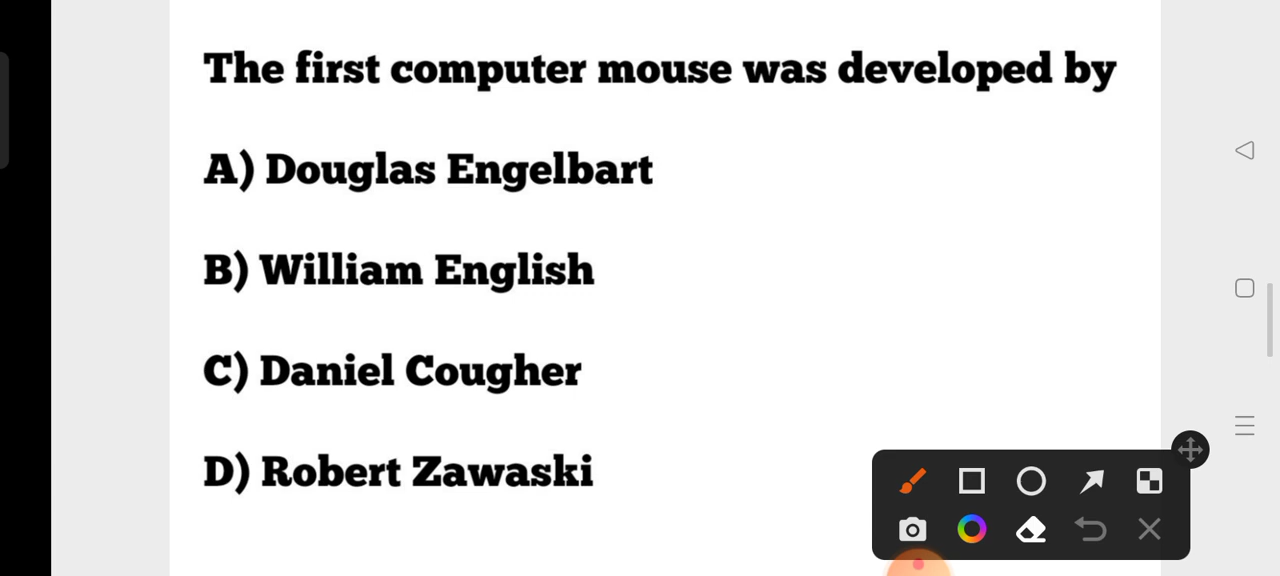 The first computer mouse was developed by
A) Douglas Engelbart
B) William English
C) Daniel Cougher
D) Robert Zawaski